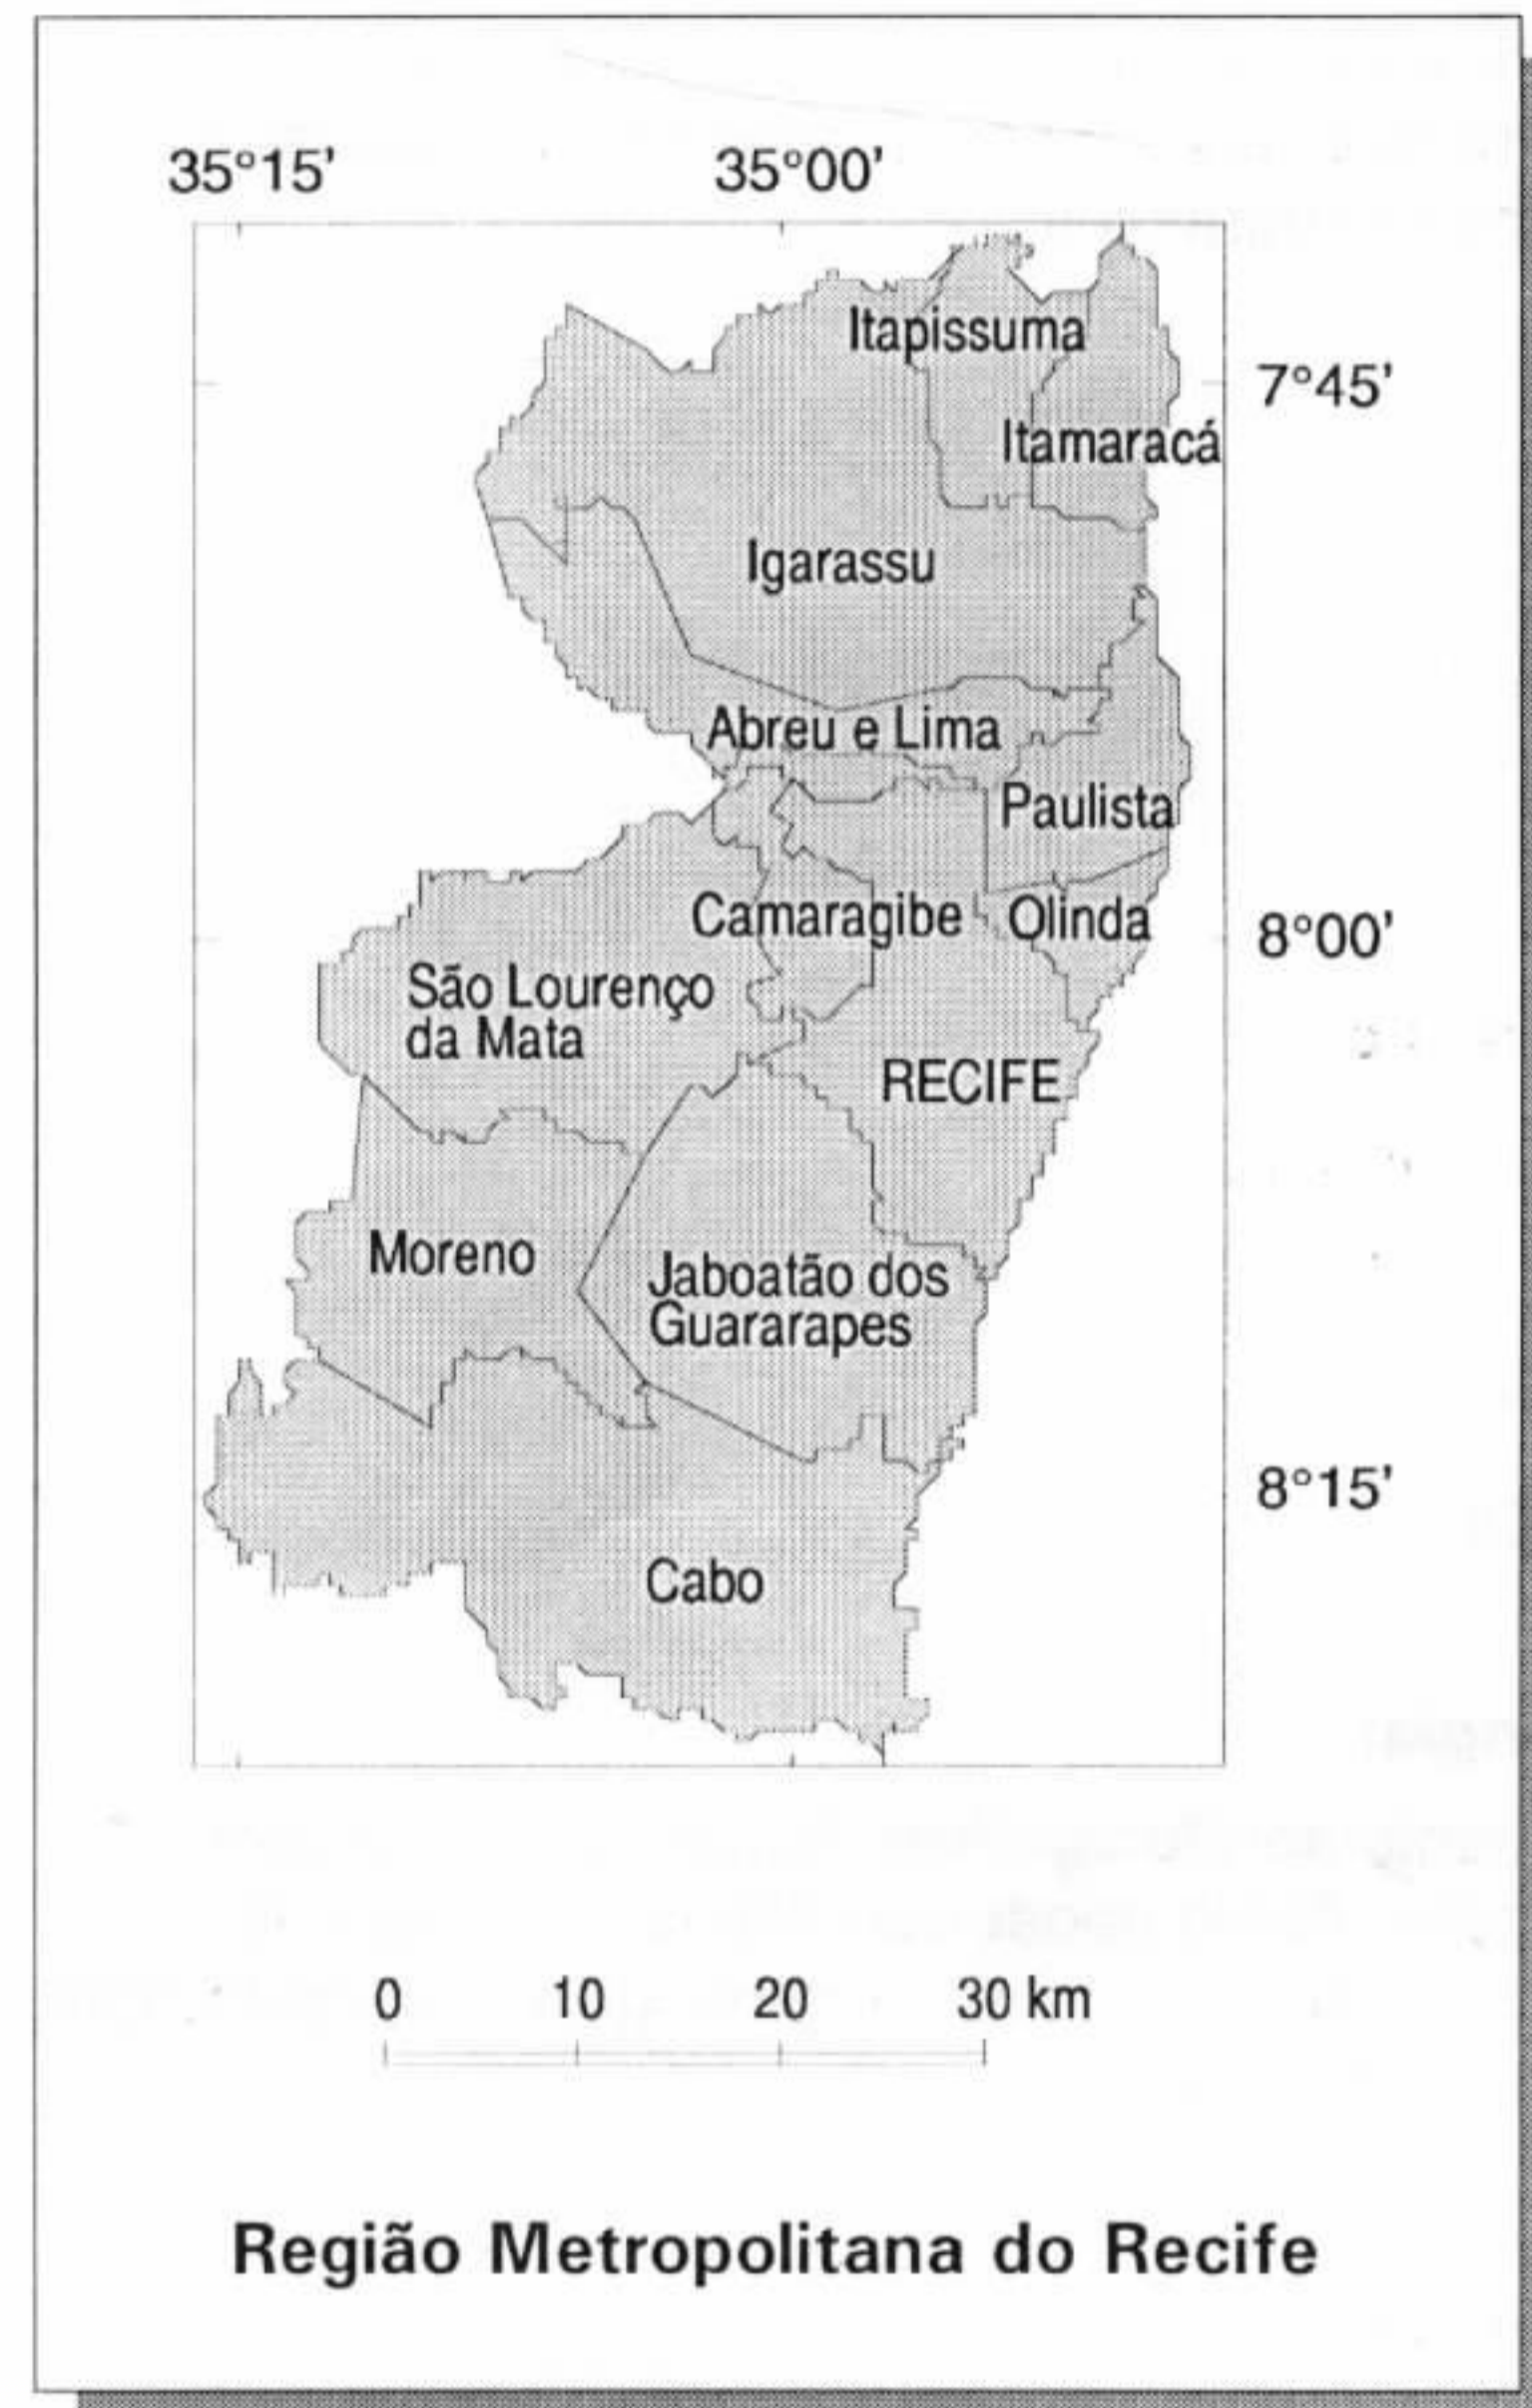 35°15' 35°00'
Itapissuma
7°45'
Itamaracá
Igarassu
Abreu e Lima
Paulista
Camaragibe
Olinda
8°00'
São Lourenço
da Mata
RECIFE
Moreno
Jaboatão dos
Guararapes
8°15'
Cabo
0 10 20 30 km
Região Metropolitana do Recife